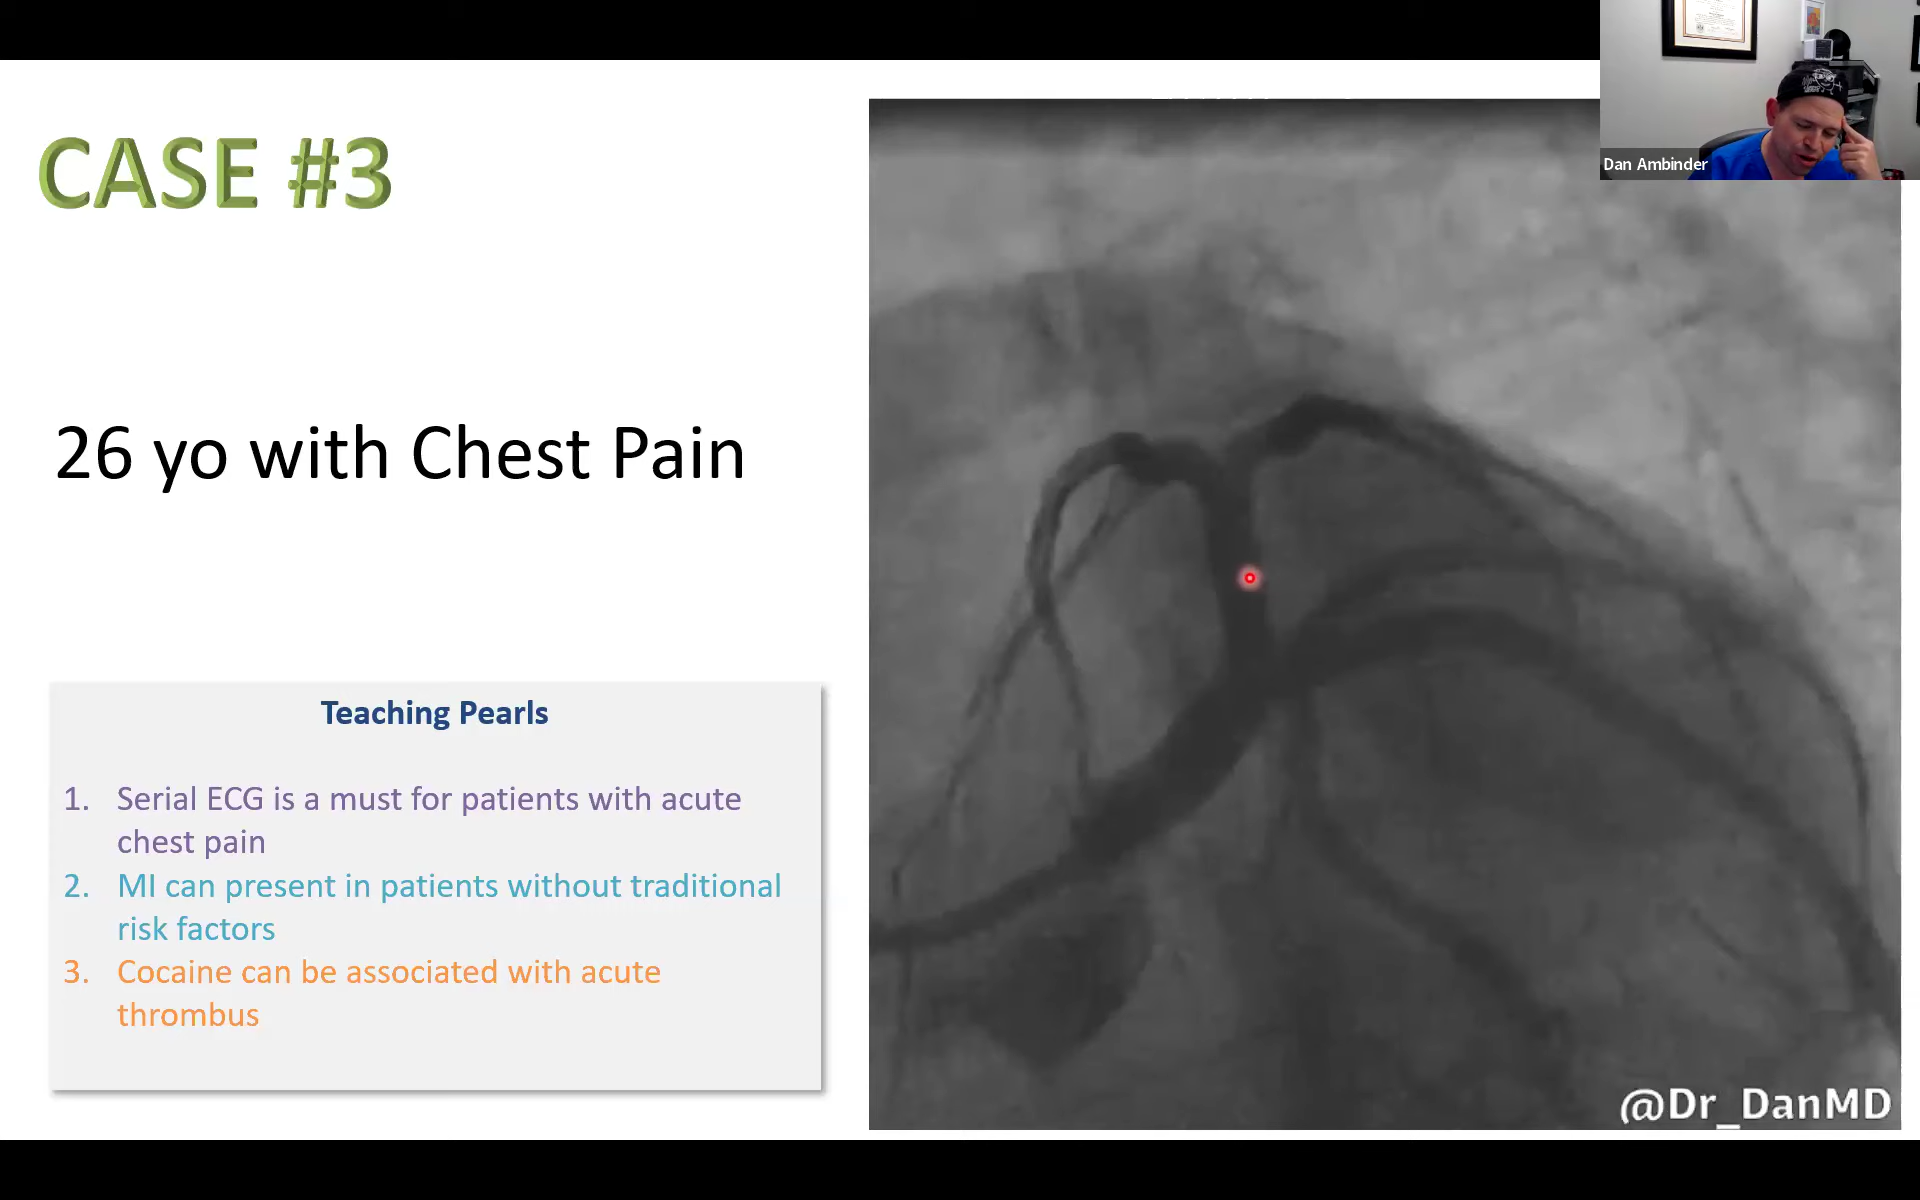 CASE #3
Dan Ambinder
26 yo with Chest Pain
Teaching Pearls
1. Serial ECG is a must for patients with acute
chest pain
2. MI can present in patients without traditional
risk factors
3. Cocaine can be associated with acute
thrombus
@Dr_DanMD